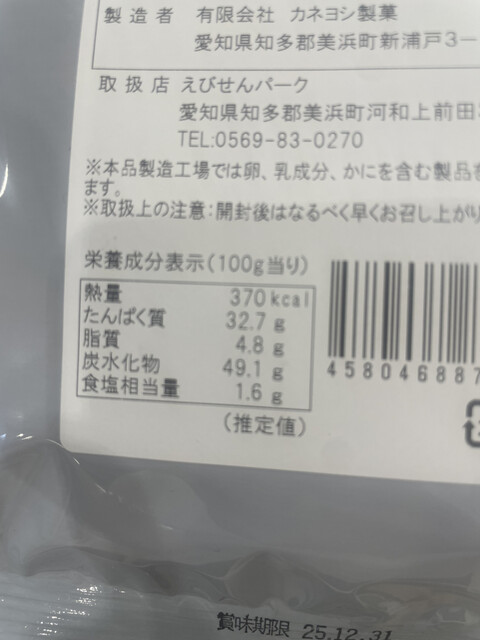 製造者 有限会社 カネヨシ製菓
愛知県知多郡美浜町新浦戸3-
取扱店 えびせんパーク
愛知県知多郡美浜町河和上前田
TEL:0569-83-0270
※本品製造工場では卵、乳成分、かにを含む製品を
ます。
※取扱上の注意:開封後はなるべく早くお召し上がり
栄養成分表示(100g当り)
熱量 370kcal
たんぱく質 32.7g
脂質 4.8g
炭水化物 49.1g
食塩相当量 1.6g
(推定値)
458046887
賞味期限 25.12.31